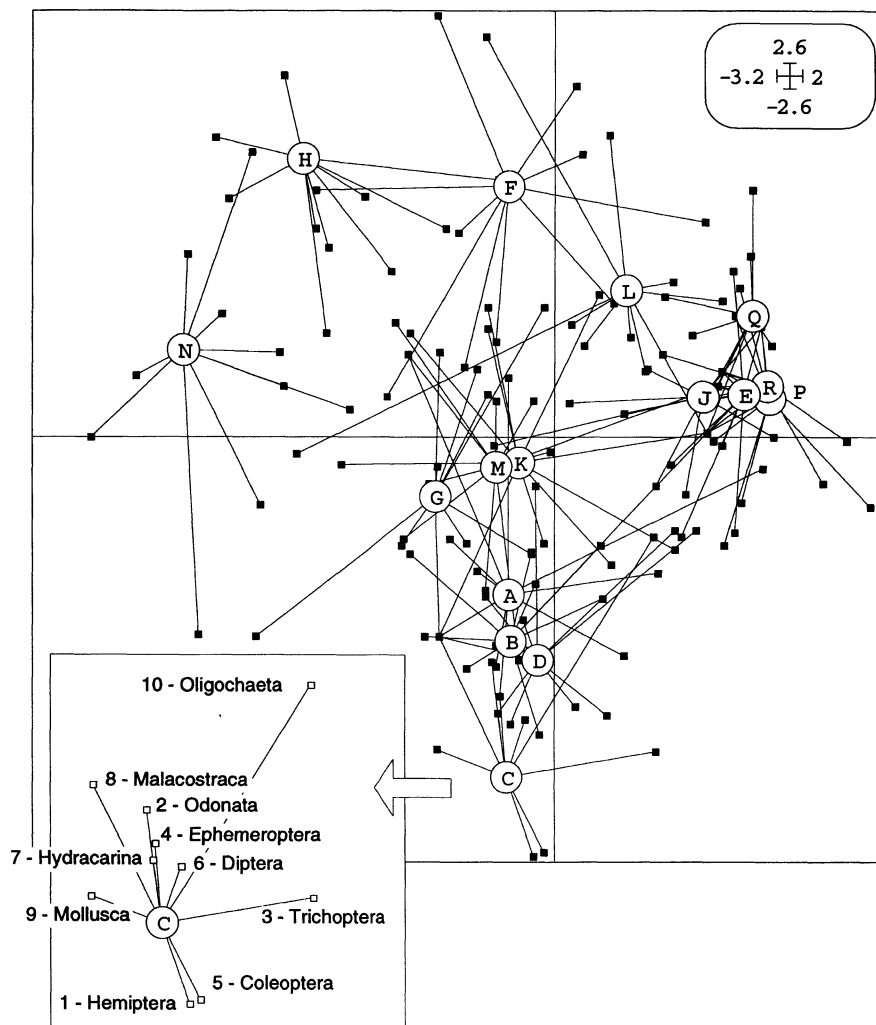 2.6
-3.2 2
-2.6
H
F
L
Q
N
J E R P
M K
G
A
B
D
C
10 - Oligochaeta
8 - Malacostraca
2 - Odonata
4 - Ephemeroptera
7 - Hydracarina
6 - Diptera
9 - Mollusca
C
3 - Trichoptera
5 - Coleoptera
1 - Hemiptera